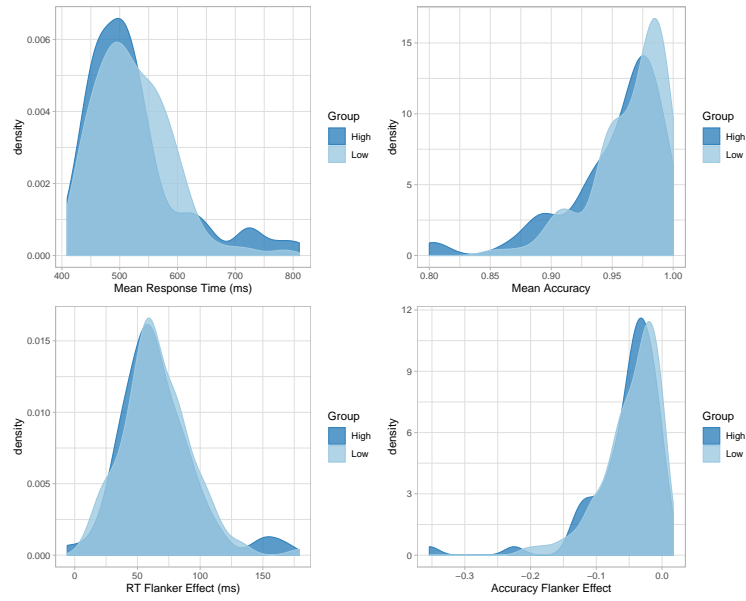 density
0.006
0.004
0.002
0.000
400
500
600
700
800
Mean Response Time (ms)
Group
High
Low
density
15
10
5
0
0.80
0.85
0.90
0.95
1.00
Mean Accuracy
Group
High
Low
density
0.015
0.010
0.005
0.000
0
50
100
150
RT Flanker Effect (ms)
Group
High
Low
density
12
9
6
3
0
−0.3
−0.2
−0.1
0.0
Accuracy Flanker Effect
Group
High
Low